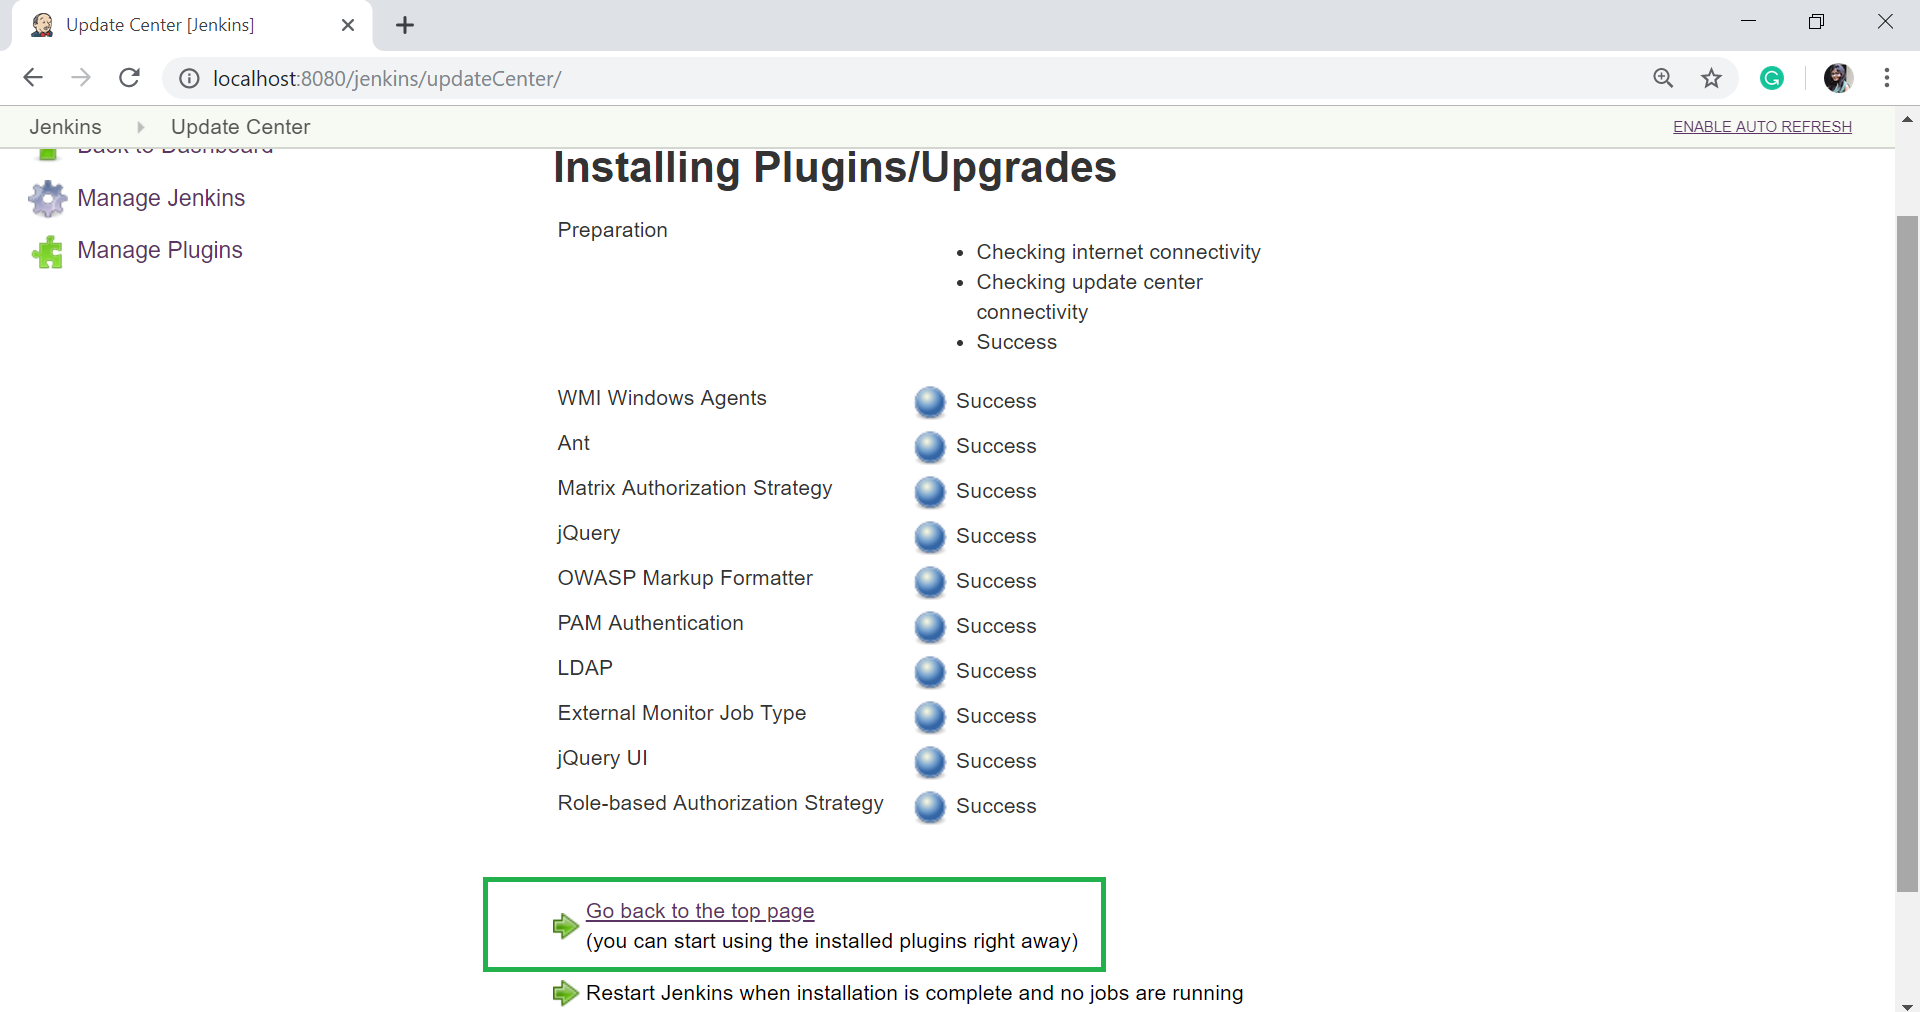 Update Center [Jenkins]
localhost:8080/jenkins/updateCenter/
Jenkins
Update Center
ENABLE AUTO REFRESH
Back to Dashboard
Manage Jenkins
Manage Plugins
Installing Plugins/Upgrades
Preparation
• Checking internet connectivity
• Checking update center
connectivity
• Success
WMI Windows Agents Success
Ant Success
Matrix Authorization Strategy Success
jQuery Success
OWASP Markup Formatter Success
PAM Authentication Success
LDAP Success
External Monitor Job Type Success
jQuery UI Success
Role-based Authorization Strategy Success
Go back to the top page
(you can start using the installed plugins right away)
Restart Jenkins when installation is complete and no jobs are running